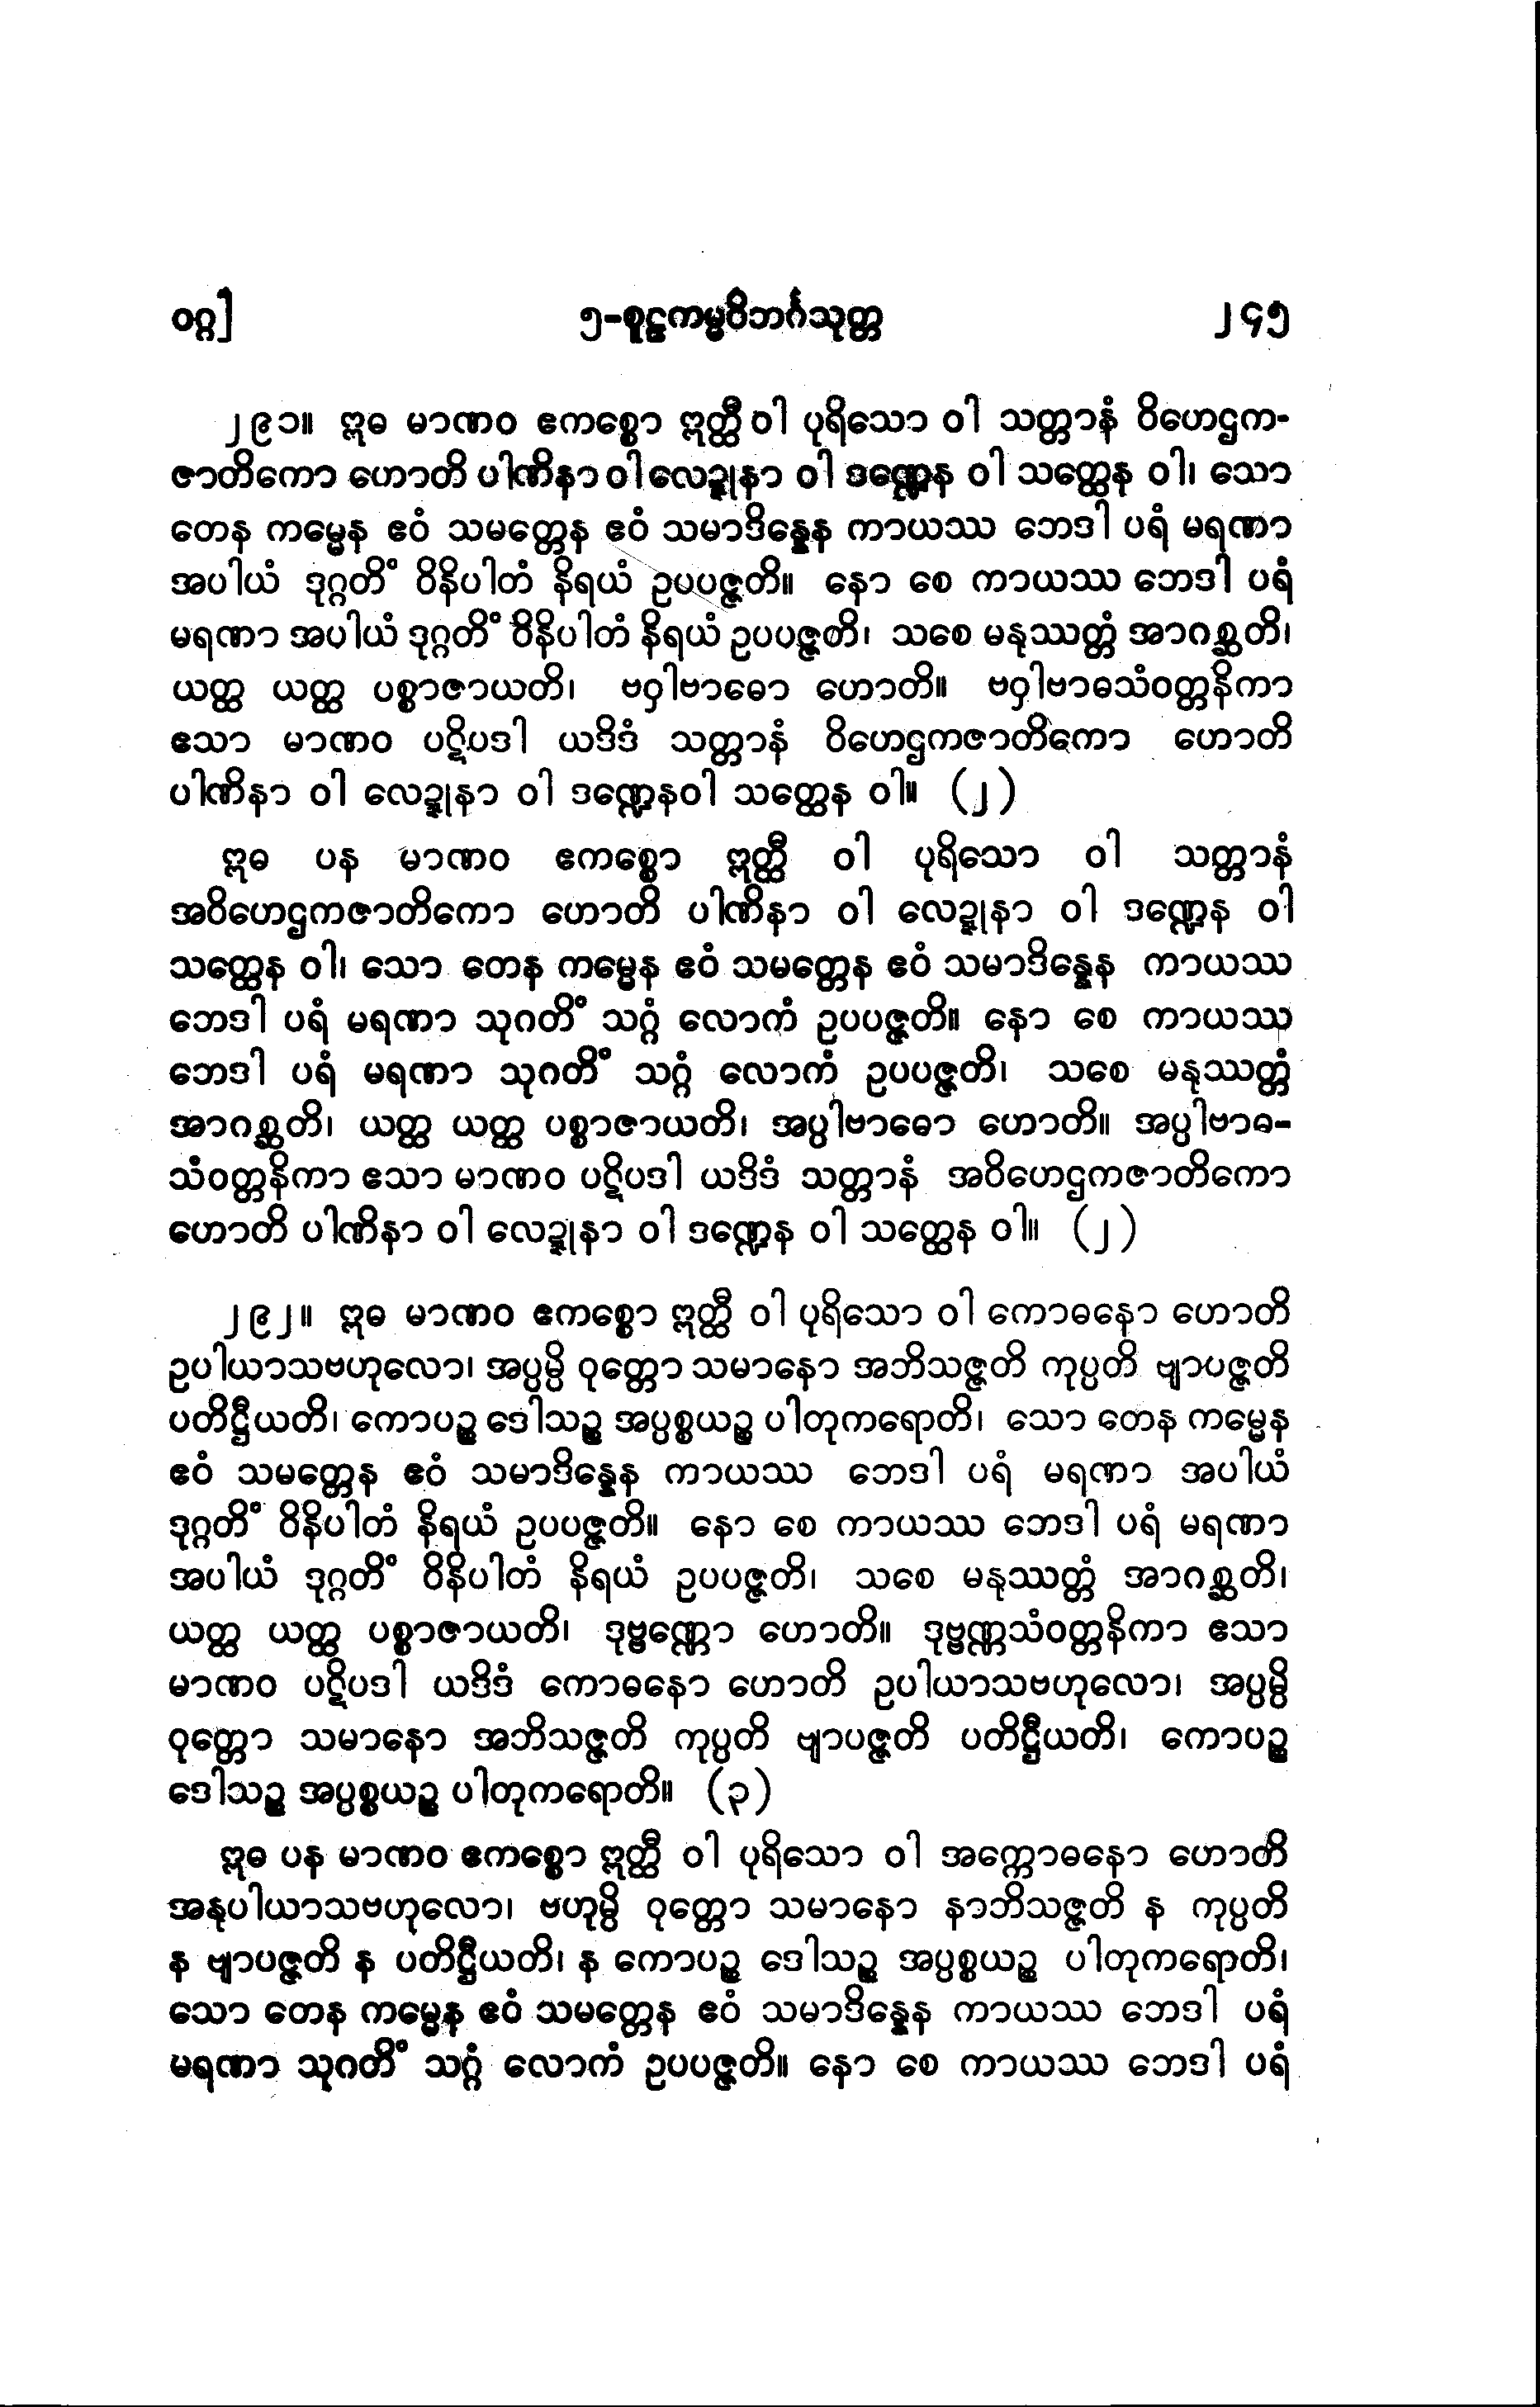 ဝဂ္ဂ]
၅-စူဠကမ္မဝိဘင်္ဂသုတ္တ
၂၄၅
၂၉၁။ ဣဓ မာဏဝ ဧကစ္စော ဣတ္ထီ ဝါ ပုရိသော ဝါ သတ္တာနံ ဝိဟေဌက-
ဇာတိကော ဟောတိ ပါဏိနာ ဝါ လေဍ္ဍုနာ ဝါ ဒဏ္ဍေန ဝါ သတ္ထေန ဝါ၊ သော
တေန ကမ္မေန ဧဝံ သမတ္တေန ဧဝံ သမာဒိန္နေန ကာယဿ ဘေဒါ ပရံ မရဏာ
အပါယံ ဒုဂ္ဂတိံ ဝိနိပါတံ နိရယံ ဥပပဇ္ဇတိ။ နော စေ ကာယဿ ဘေဒါ ပရံ
မရဏာ အပါယံ ဒုဂ္ဂတိံ ဝိနိပါတံ နိရယံ ဥပပဇ္ဇတိ၊ သစေ မနုဿတ္တံ အာဂစ္ဆတိ၊
ယတ္ထ ယတ္ထ ပစ္စာဇာယတိ၊ ဗဝှါဗာဓော ဟောတိ။ ဗဝှါဗာဓသံဝတ္တနိကာ
ဧသာ မာဏဝ ပဋိပဒါ ယဒိဒံ သတ္တာနံ ဝိဟေဌကဇာတိကော ဟောတိ
ပါဏိနာ ဝါ လေဍ္ဍုနာ ဝါ ဒဏ္ဍေနဝါ သတ္ထေန ဝါ။ (၂)
ဣဓ ပန မာဏဝ ဧကစ္စော ဣတ္ထီ ဝါ ပုရိသော ဝါ သတ္တာနံ
အဝိဟေဌကဇာတိကော ဟောတိ ပါဏိနာ ဝါ လေဍ္ဍုနာ ဝါ ဒဏ္ဍေန ဝါ
သတ္ထေန ဝါ၊ သော တေန ကမ္မေန ဧဝံ သမတ္တေန ဧဝံ သမာဒိန္နေန ကာယဿ
ဘေဒါ ပရံ မရဏာ သုဂတိံ သဂ္ဂံ လောကံ ဥပပဇ္ဇတိ။ နော စေ ကာယဿ
ဘေဒါ ပရံ မရဏာ သုဂတိံ သဂ္ဂံ လောကံ ဥပပဇ္ဇတိ၊ သစေ မနုဿတ္တံ
အာဂစ္ဆတိ၊ ယတ္ထ ယတ္ထ ပစ္စာဇာယတိ၊ အပ္ပါဗာဓော ဟောတိ။ အပ္ပါဗာဓ-
သံဝတ္တနိကာ ဧသာ မာဏဝ ပဋိပဒါ ယဒိဒံ သတ္တာနံ အဝိဟေဌကဇာတိကော
ဟောတိ ပါဏိနာ ဝါ လေဍ္ဍုနာ ဝါ ဒဏ္ဍေန ဝါ သတ္ထေန ဝါ။ (၂)
၂၉၂။ ဣဓ မာဏဝ ဧကစ္စော ဣတ္ထီ ဝါ ပုရိသော ဝါ ကောဓနော ဟောတိ
ဥပါယာသဗဟုလော၊ အပ္ပမ္ပိ ဝုတ္တော သမာနော အဘိသဇ္ဇတိ ကုပ္ပတိ ဗျာပဇ္ဇတိ
ပတိဋ္ဌီယတိ၊ ကောပဉ္စ ဒေါသဉ္စ အပ္ပစ္စယဉ္စ ပါတုကရောတိ၊ သော တေန ကမ္မေန
ဧဝံ သမတ္တေန ဧဝံ သမာဒိန္နေန ကာယဿ ဘေဒါ ပရံ မရဏာ အပါယံ
ဒုဂ္ဂတိံ ဝိနိပါတံ နိရယံ ဥပပဇ္ဇတိ။ နော စေ ကာယဿ ဘေဒါ ပရံ မရဏာ
အပါယံ ဒုဂ္ဂတိံ ဝိနိပါတံ နိရယံ ဥပပဇ္ဇတိ၊ သစေ မနုဿတ္တံ အာဂစ္ဆတိ၊
ယတ္ထ ယတ္ထ ပစ္စာဇာယတိ၊ ဒုဗ္ဗဏ္ဏော ဟောတိ။ ဒုဗ္ဗဏ္ဏသံဝတ္တနိကာ ဧသာ
မာဏဝ ပဋိပဒါ ယဒိဒံ ကောဓနော ဟောတိ ဥပါယာသဗဟုလော၊ အပ္ပမ္ပိ
ဝုတ္တော သမာနော အဘိသဇ္ဇတိ ကုပ္ပတိ ဗျာပဇ္ဇတိ ပတိဋ္ဌီယတိ၊ ကောပဉ္စ
ဒေါသဉ္စ အပ္ပစ္စယဉ္စ ပါတုကရောတိ။ (၃)
ဣဓ ပန မာဏဝ ဧကစ္စော ဣတ္ထီ ဝါ ပုရိသော ဝါ အက္ကောဓနော ဟောတိ
အနုပါယာသဗဟုလော၊ ဗဟုမ္ပိ ဝုတ္တော သမာနော နာဘိသဇ္ဇတိ န ကုပ္ပတိ
န ဗျာပဇ္ဇတိ န ပတိဋ္ဌီယတိ၊ န ကောပဉ္စ ဒေါသဉ္စ အပ္ပစ္စယဉ္စ ပါတုကရောတိ၊
သော တေန ကမ္မေန ဧဝံ သမတ္တေန ဧဝံ သမာဒိန္နေန ကာယဿ ဘေဒါ ပရံ
မရဏာ သုဂတိံ သဂ္ဂံ လောကံ ဥပပဇ္ဇတိ။ နော စေ ကာယဿ ဘေဒါ ပရံ